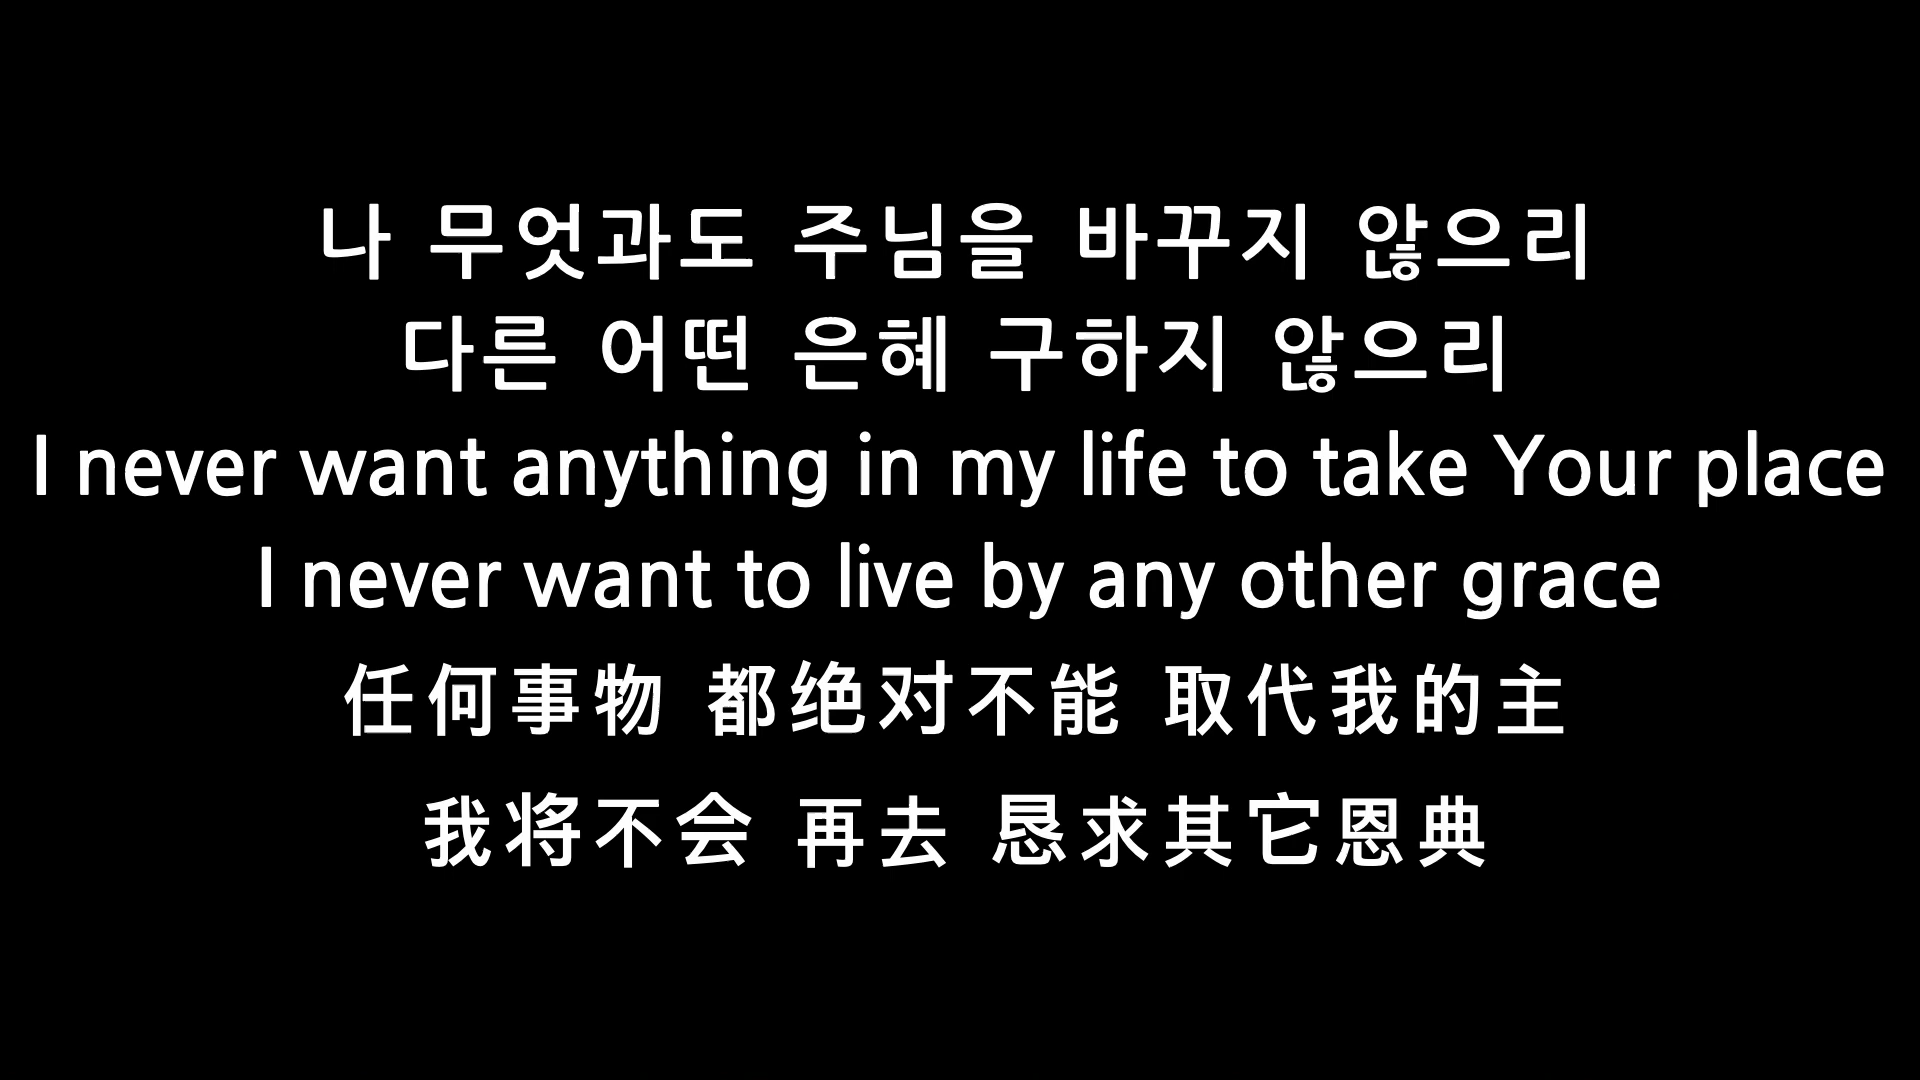 나 무엇과도 주님을 바꾸지 않으리
다른 어떤 은혜 구하지 않으리
I never want anything in my life to take Your place
I never want to live by any other grace
任何事物 都绝对不能 取代我的主
我将不会 再去 恳求其它恩典